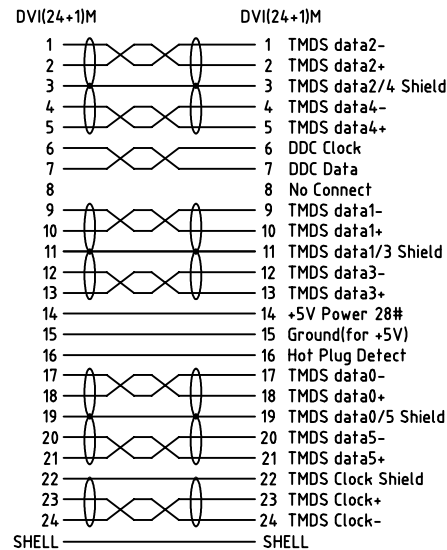 DVI(24+1)M DVI(24+1)M
1 1 TMDS data2-
2 2 TMDS data2+
3 3 TMDS data2/4 Shield
4 4 TMDS data4-
5 5 TMDS data4+
6 6 DDC Clock
7 7 DDC Data
8 8 No Connect
9 9 TMDS data1-
10 10 TMDS data1+
11 11 TMDS data1/3 Shield
12 12 TMDS data3-
13 13 TMDS data3+
14 14 +5V Power 28#
15 15 Ground(for +5V)
16 16 Hot Plug Detect
17 17 TMDS data0-
18 18 TMDS data0+
19 19 TMDS data0/5 Shield
20 20 TMDS data5-
21 21 TMDS data5+
22 22 TMDS Clock Shield
23 23 TMDS Clock+
24 24 TMDS Clock-
SHELL SHELL